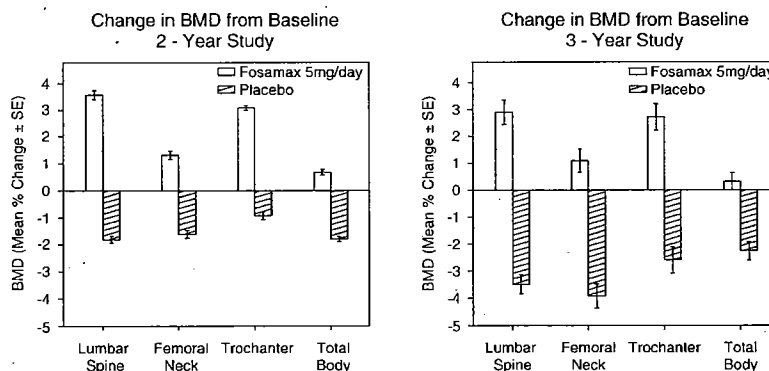 Change in BMD from Baseline
2 - Year Study
Fosamax 5mg/day
Placebo
BMD (Mean % Change ± SE)
4
3
2
1
0
-1
-2
-3
-4
-5
Lumbar Spine
Femoral Neck
Trochanter
Total Body
Change in BMD from Baseline
3 - Year Study
Fosamax 5mg/day
Placebo
BMD (Mean % Change ± SE)
4
3
2
1
0
-1
-2
-3
-4
-5
Lumbar Spine
Femoral Neck
Trochanter
Total Body